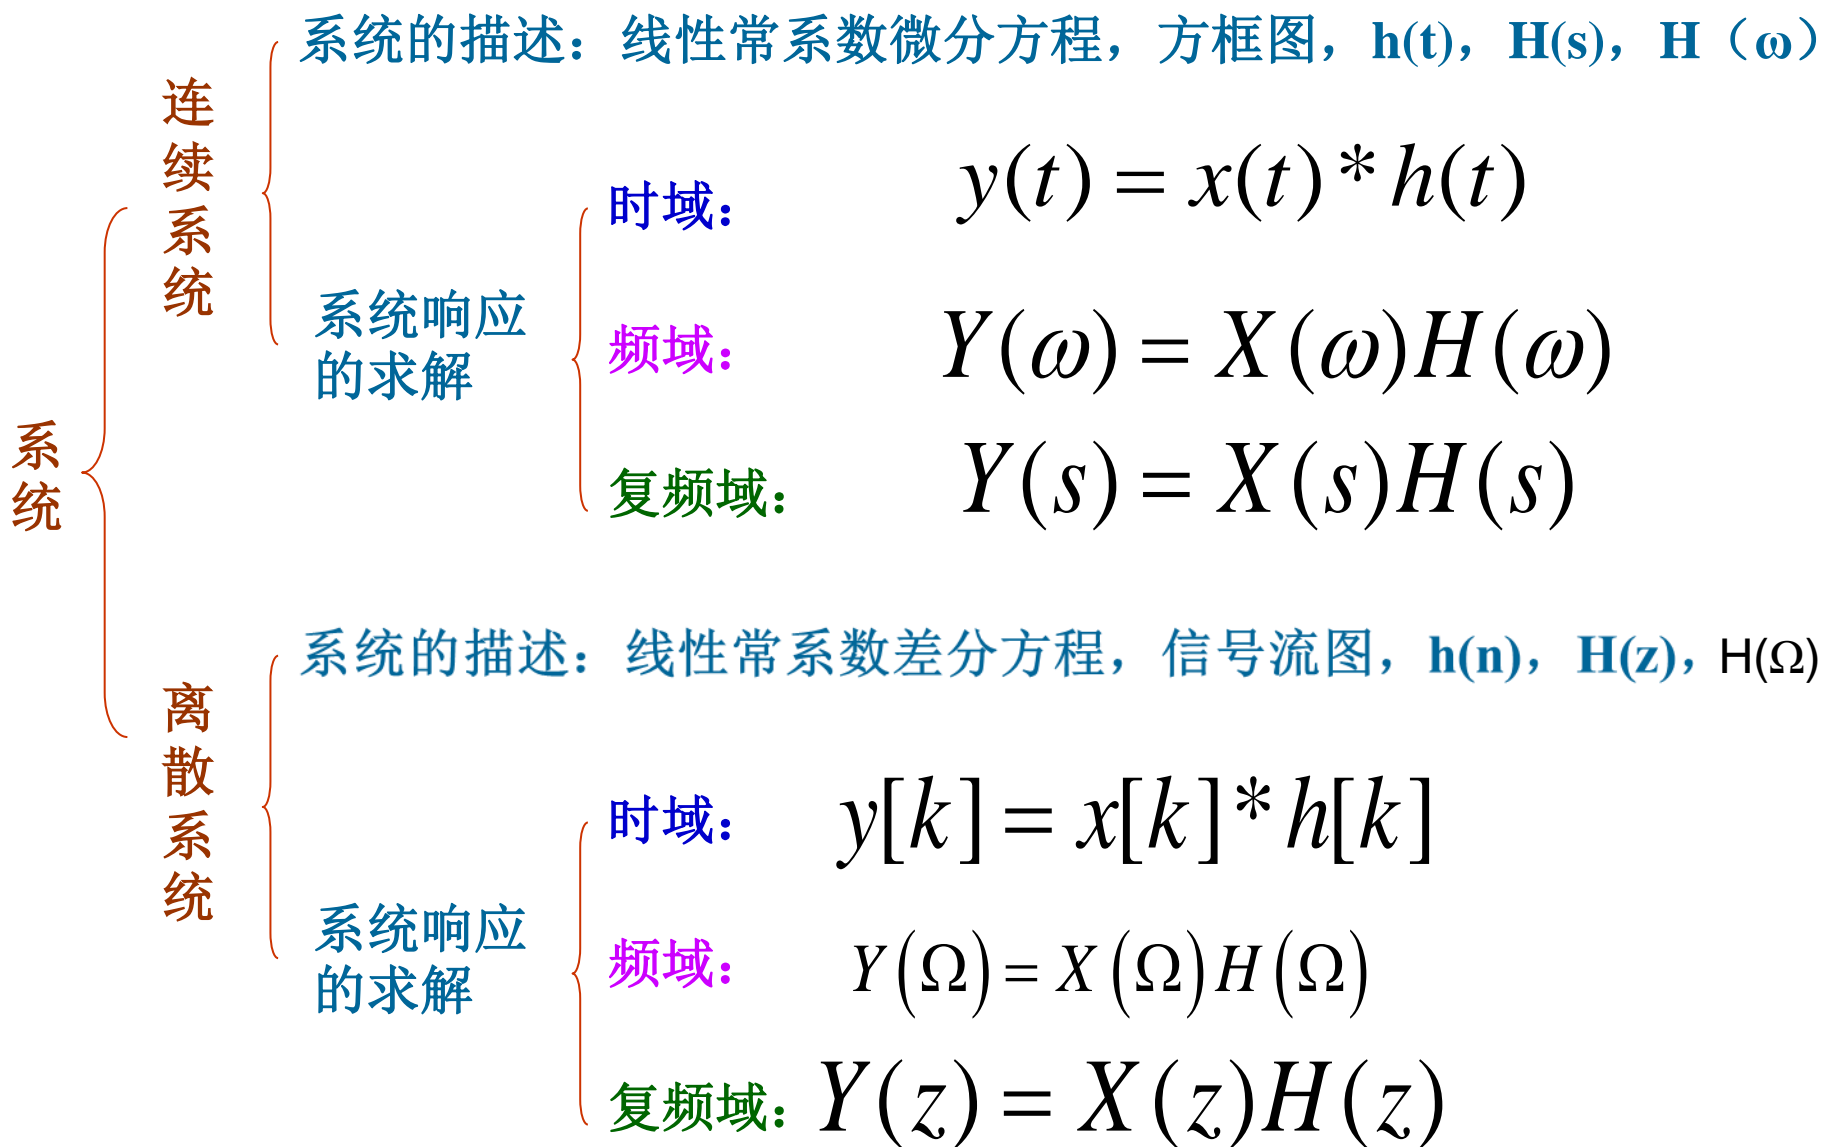 系统
连续系统
系统的描述：线性常系数微分方程，方框图，h(t)，H(s)，H（ω）
系统响应
的求解
时域： y(t) = x(t) * h(t)
频域： Y(ω) = X(ω)H(ω)
复频域： Y(s) = X(s)H(s)
离散系统
系统的描述：线性常系数差分方程，信号流图，h(n)，H(z)，H(Ω)
系统响应
的求解
时域： y[k] = x[k] * h[k]
频域： Y(Ω) = X(Ω)H(Ω)
复频域： Y(z) = X(z)H(z)